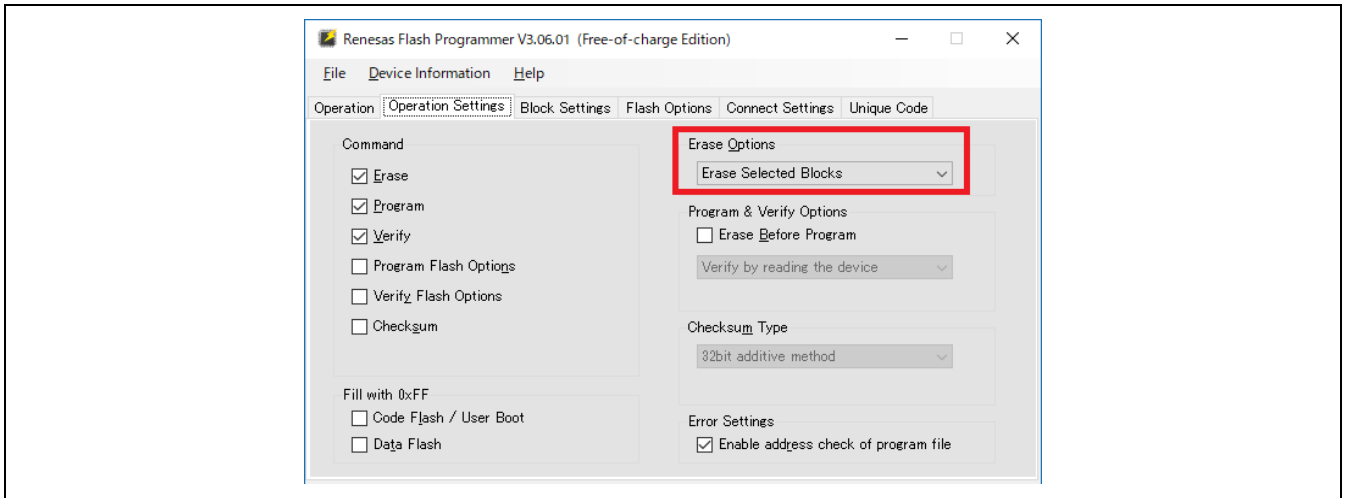 Renesas Flash Programmer V3.06.01 (Free-of-charge Edition)
File Device Information Help
Operation Operation Settings Block Settings Flash Options Connect Settings Unique Code
Command
Erase
Program
Verify
Program Flash Options
Verify Flash Options
Checksum
Fill with 0xFF
Code Flash / User Boot
Data Flash
Erase Options
Erase Selected Blocks
Program & Verify Options
Erase Before Program
Verify by reading the device
Checksum Type
32bit additive method
Error Settings
Enable address check of program file